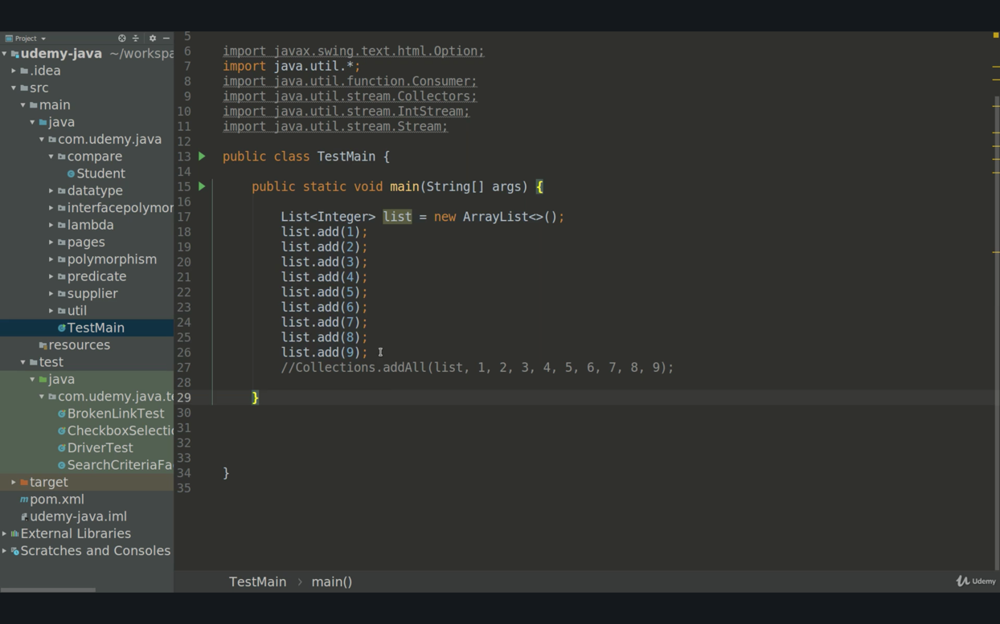 Project
udemy-java ~/workspa
.idea
src
main
java
com.udemy.java
compare
Student
datatype
interfacepolymor
lambda
pages
polymorphism
predicate
supplier
util
TestMain
resources
test
java
com.udemy.java.te
BrokenLinkTest
CheckboxSelectio
DriverTest
SearchCriteriaFa
target
pom.xml
udemy-java.iml
External Libraries
Scratches and Consoles
5
6 import javax.swing.text.html.Option;
7 import java.util.*;
8 import java.util.function.Consumer;
9 import java.util.stream.Collectors;
10 import java.util.stream.IntStream;
11 import java.util.stream.Stream;
12
13 public class TestMain {
14
15 public static void main(String[] args) {
16
17 List<Integer> list = new ArrayList<>();
18 list.add(1);
19 list.add(2);
20 list.add(3);
21 list.add(4);
22 list.add(5);
23 list.add(6);
24 list.add(7);
25 list.add(8);
26 list.add(9);
27 //Collections.addAll(list, 1, 2, 3, 4, 5, 6, 7, 8, 9);
28
29 }
30
31
32
33
34 }
35
TestMain > main()
Udemy